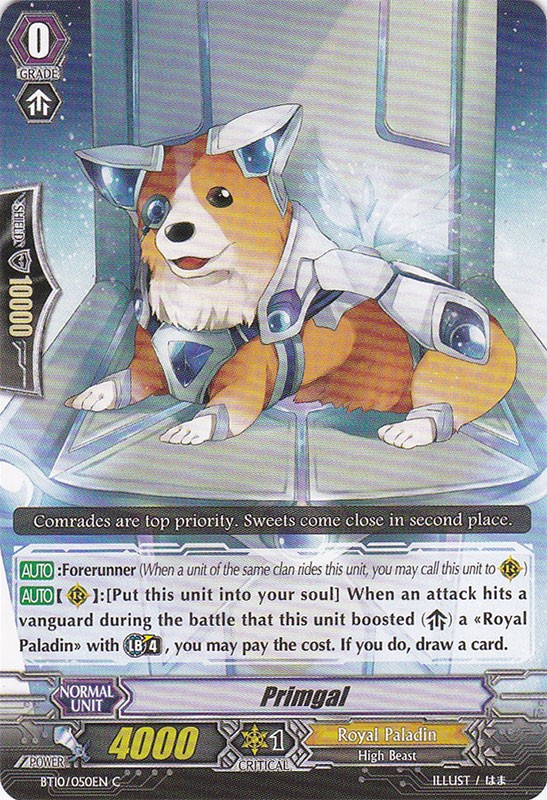 0
GRADE
SHIELD
10000
Comrades are top priority. Sweets come close in second place.
AUTO :Forerunner (When a unit of the same clan rides this unit, you may call this unit to )
AUTO 【 】:[Put this unit into your soul] When an attack hits a
vanguard during the battle that this unit boosted ( ) a «Royal
Paladin» with LB 4 , you may pay the cost. If you do, draw a card.
NORMAL
UNIT
Primgal
POWER
4000
1
CRITICAL
Royal Paladin
High Beast
BT10/050EN C
ILLUST / はま